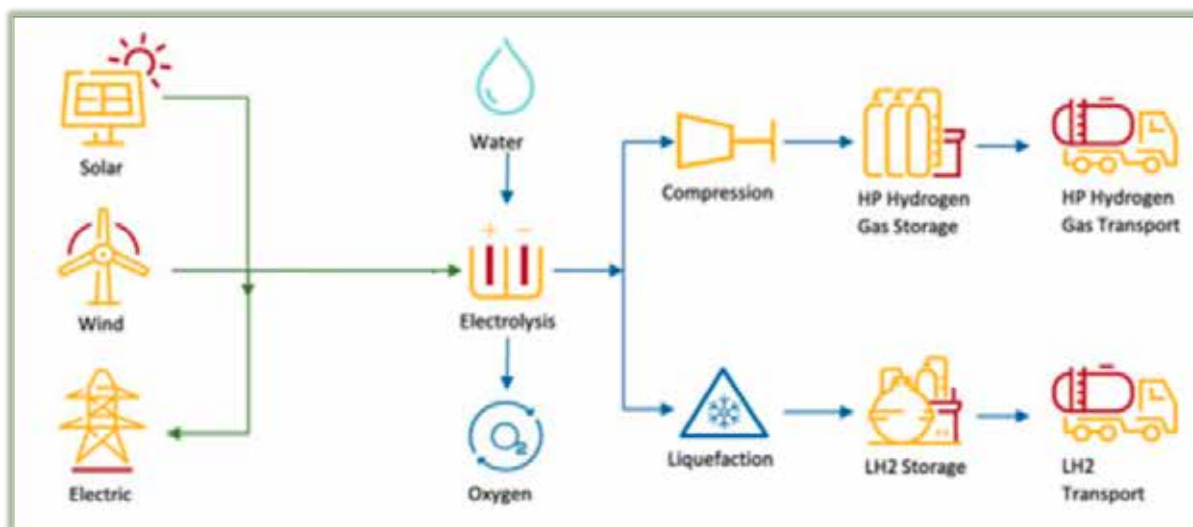 Solar
Wind
Electric
Water
+ −
Electrolysis
O2
Oxygen
Compression
HP Hydrogen
Gas Storage
HP Hydrogen
Gas Transport
Liquefaction
LH2 Storage
LH2
Transport